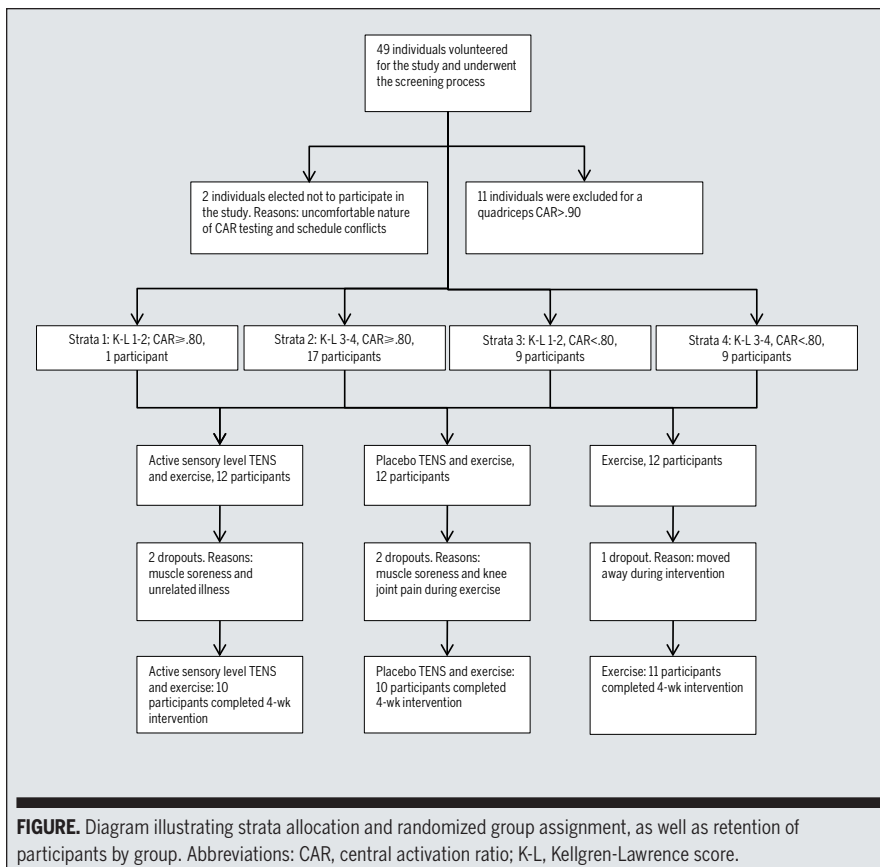 49 individuals volunteered
for the study and underwent
the screening process
2 individuals elected not to participate in
the study. Reasons: uncomfortable nature
of CAR testing and schedule conflicts
11 individuals were excluded for a
quadriceps CAR>.90
Strata 1: K-L 1-2; CAR≥.80,
1 participant
Strata 2: K-L 3-4, CAR≥.80,
17 participants
Strata 3: K-L 1-2, CAR<.80,
9 participants
Strata 4: K-L 3-4, CAR<.80,
9 participants
Active sensory level TENS
and exercise, 12 participants
Placebo TENS and exercise,
12 participants
Exercise, 12 participants
2 dropouts. Reasons:
muscle soreness and
unrelated illness
2 dropouts. Reasons:
muscle soreness and knee
joint pain during exercise
1 dropout. Reason: moved
away during intervention
Active sensory level TENS
and exercise: 10
participants completed 4-wk
intervention
Placebo TENS and exercise:
10 participants completed
4-wk intervention
Exercise: 11 participants
completed 4-wk intervention
FIGURE. Diagram illustrating strata allocation and randomized group assignment, as well as retention of
participants by group. Abbreviations: CAR, central activation ratio; K-L, Kellgren-Lawrence score.